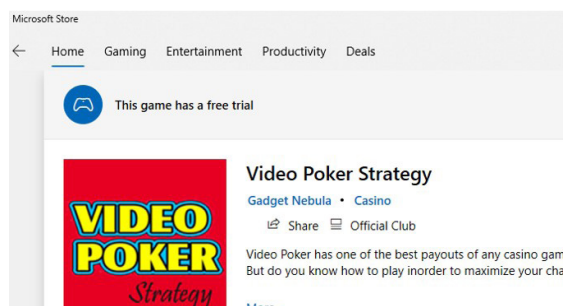 Microsoft Store
Home Gaming Entertainment Productivity Deals
This game has a free trial
Video Poker Strategy
Gadget Nebula • Casino
Share Official Club
VIDEO
POKER
Strategy
Video Poker has one of the best payouts of any casino gam
But do you know how to play inorder to maximize your cha